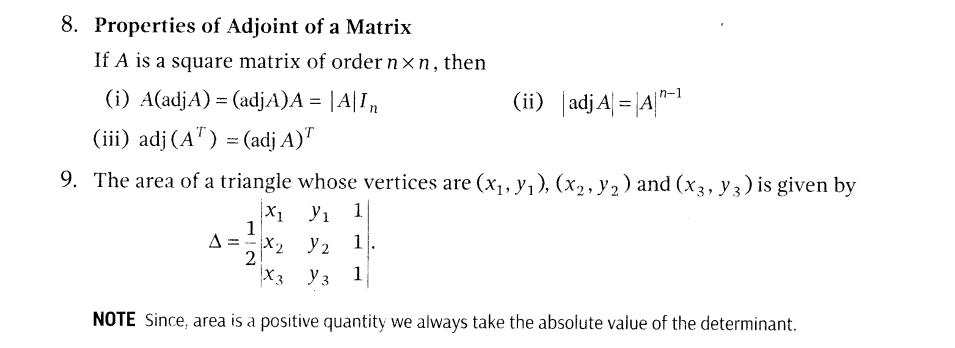 8. Properties of Adjoint of a Matrix
If A is a square matrix of order n × n, then
(i) A(adjA) = (adjA)A = |A|Iₙ (ii) |adj A| = |A|ⁿ⁻¹
(iii) adj (Aᵀ) = (adj A)ᵀ
9. The area of a triangle whose vertices are (x₁, y₁), (x₂, y₂) and (x₃, y₃) is given by
|x₁ y₁ 1|
Δ = 1/2 |x₂ y₂ 1|.
|x₃ y₃ 1|
NOTE Since, area is a positive quantity we always take the absolute value of the determinant.